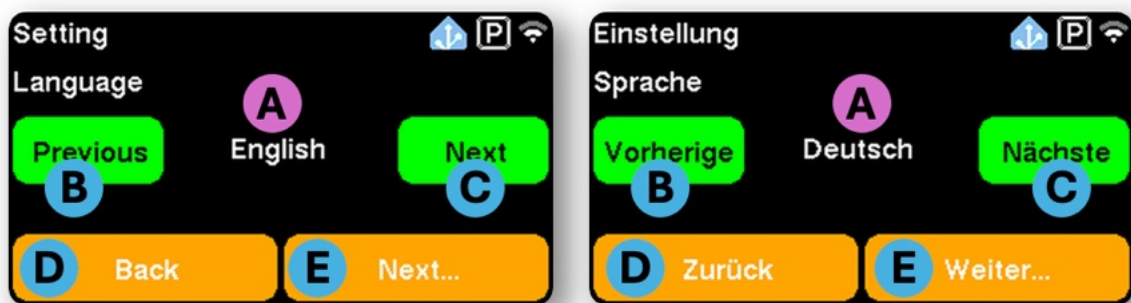 Setting P
Language
A
Previous English Next
B C
D Back E Next...
Einstellung P
Sprache
A
Vorherige Deutsch Nächste
B C
D Zurück E Weiter...